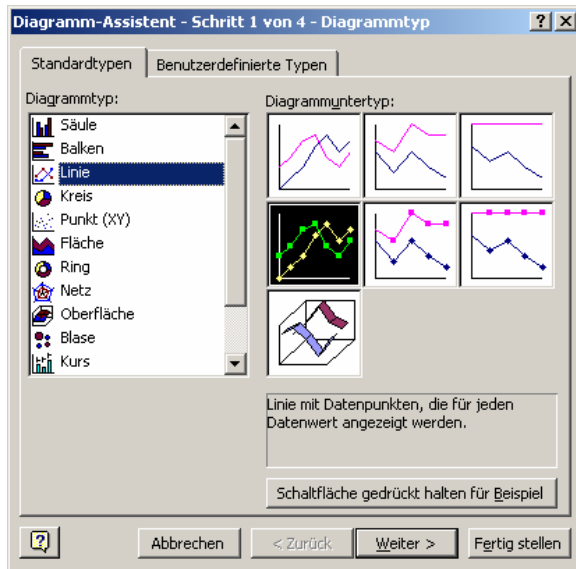 Diagramm-Assistent - Schritt 1 von 4 - Diagrammtyp
Standardtypen
Benutzerdefinierte Typen
Diagrammtyp:
Säule
Balken
Linie
Kreis
Punkt (XY)
Fläche
Ring
Netz
Oberfläche
Blase
Kurs
Diagrammuntertyp:
Linie mit Datenpunkten, die für jeden
Datenwert angezeigt werden.
Schaltfläche gedrückt halten für Beispiel
Abbrechen
< Zurück
Weiter >
Fertig stellen